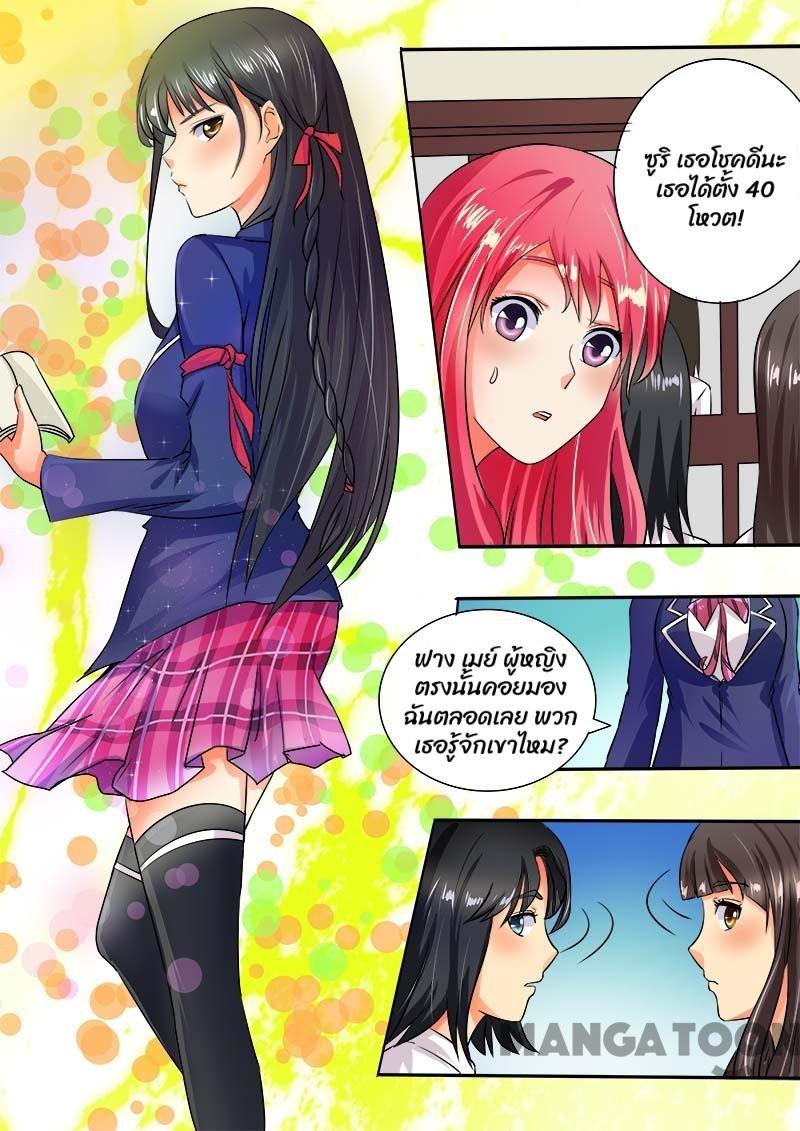 ซูริ เธอโชคดีนะ
เธอได้ตั้ง 40
โหวต!
ฟาง เมย์ ผู้หญิง
ตรงนั้นคอยมอง
ฉันตลอดเลย พวก
เธอรู้จักเขาไหม?
MANGA TOON